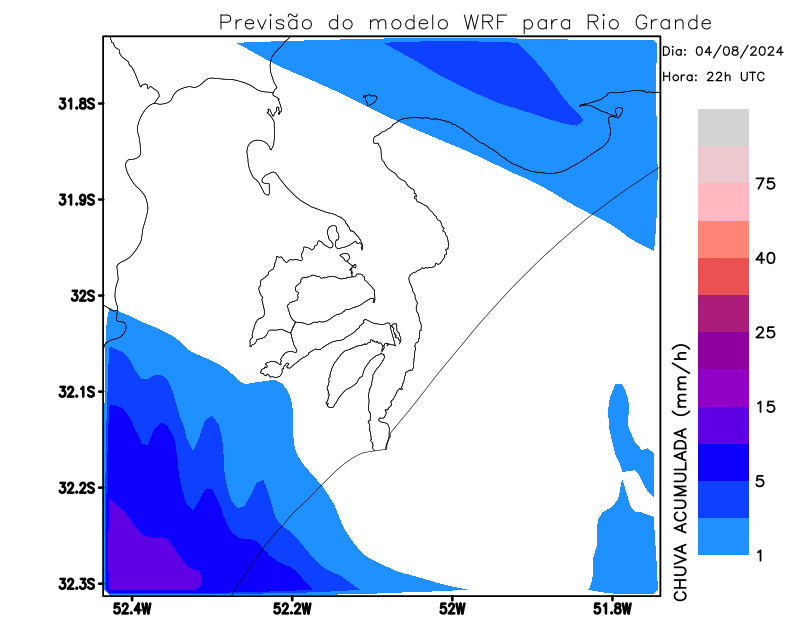 Previsão do modelo WRF para Rio Grande
Dia: 04/08/2024
Hora: 22h UTC
31.8S
31.9S
32S
32.1S
32.2S
32.3S
52.4W
52.2W
52W
51.8W
75
40
25
15
5
1
CHUVA ACUMULADA (mm/h)